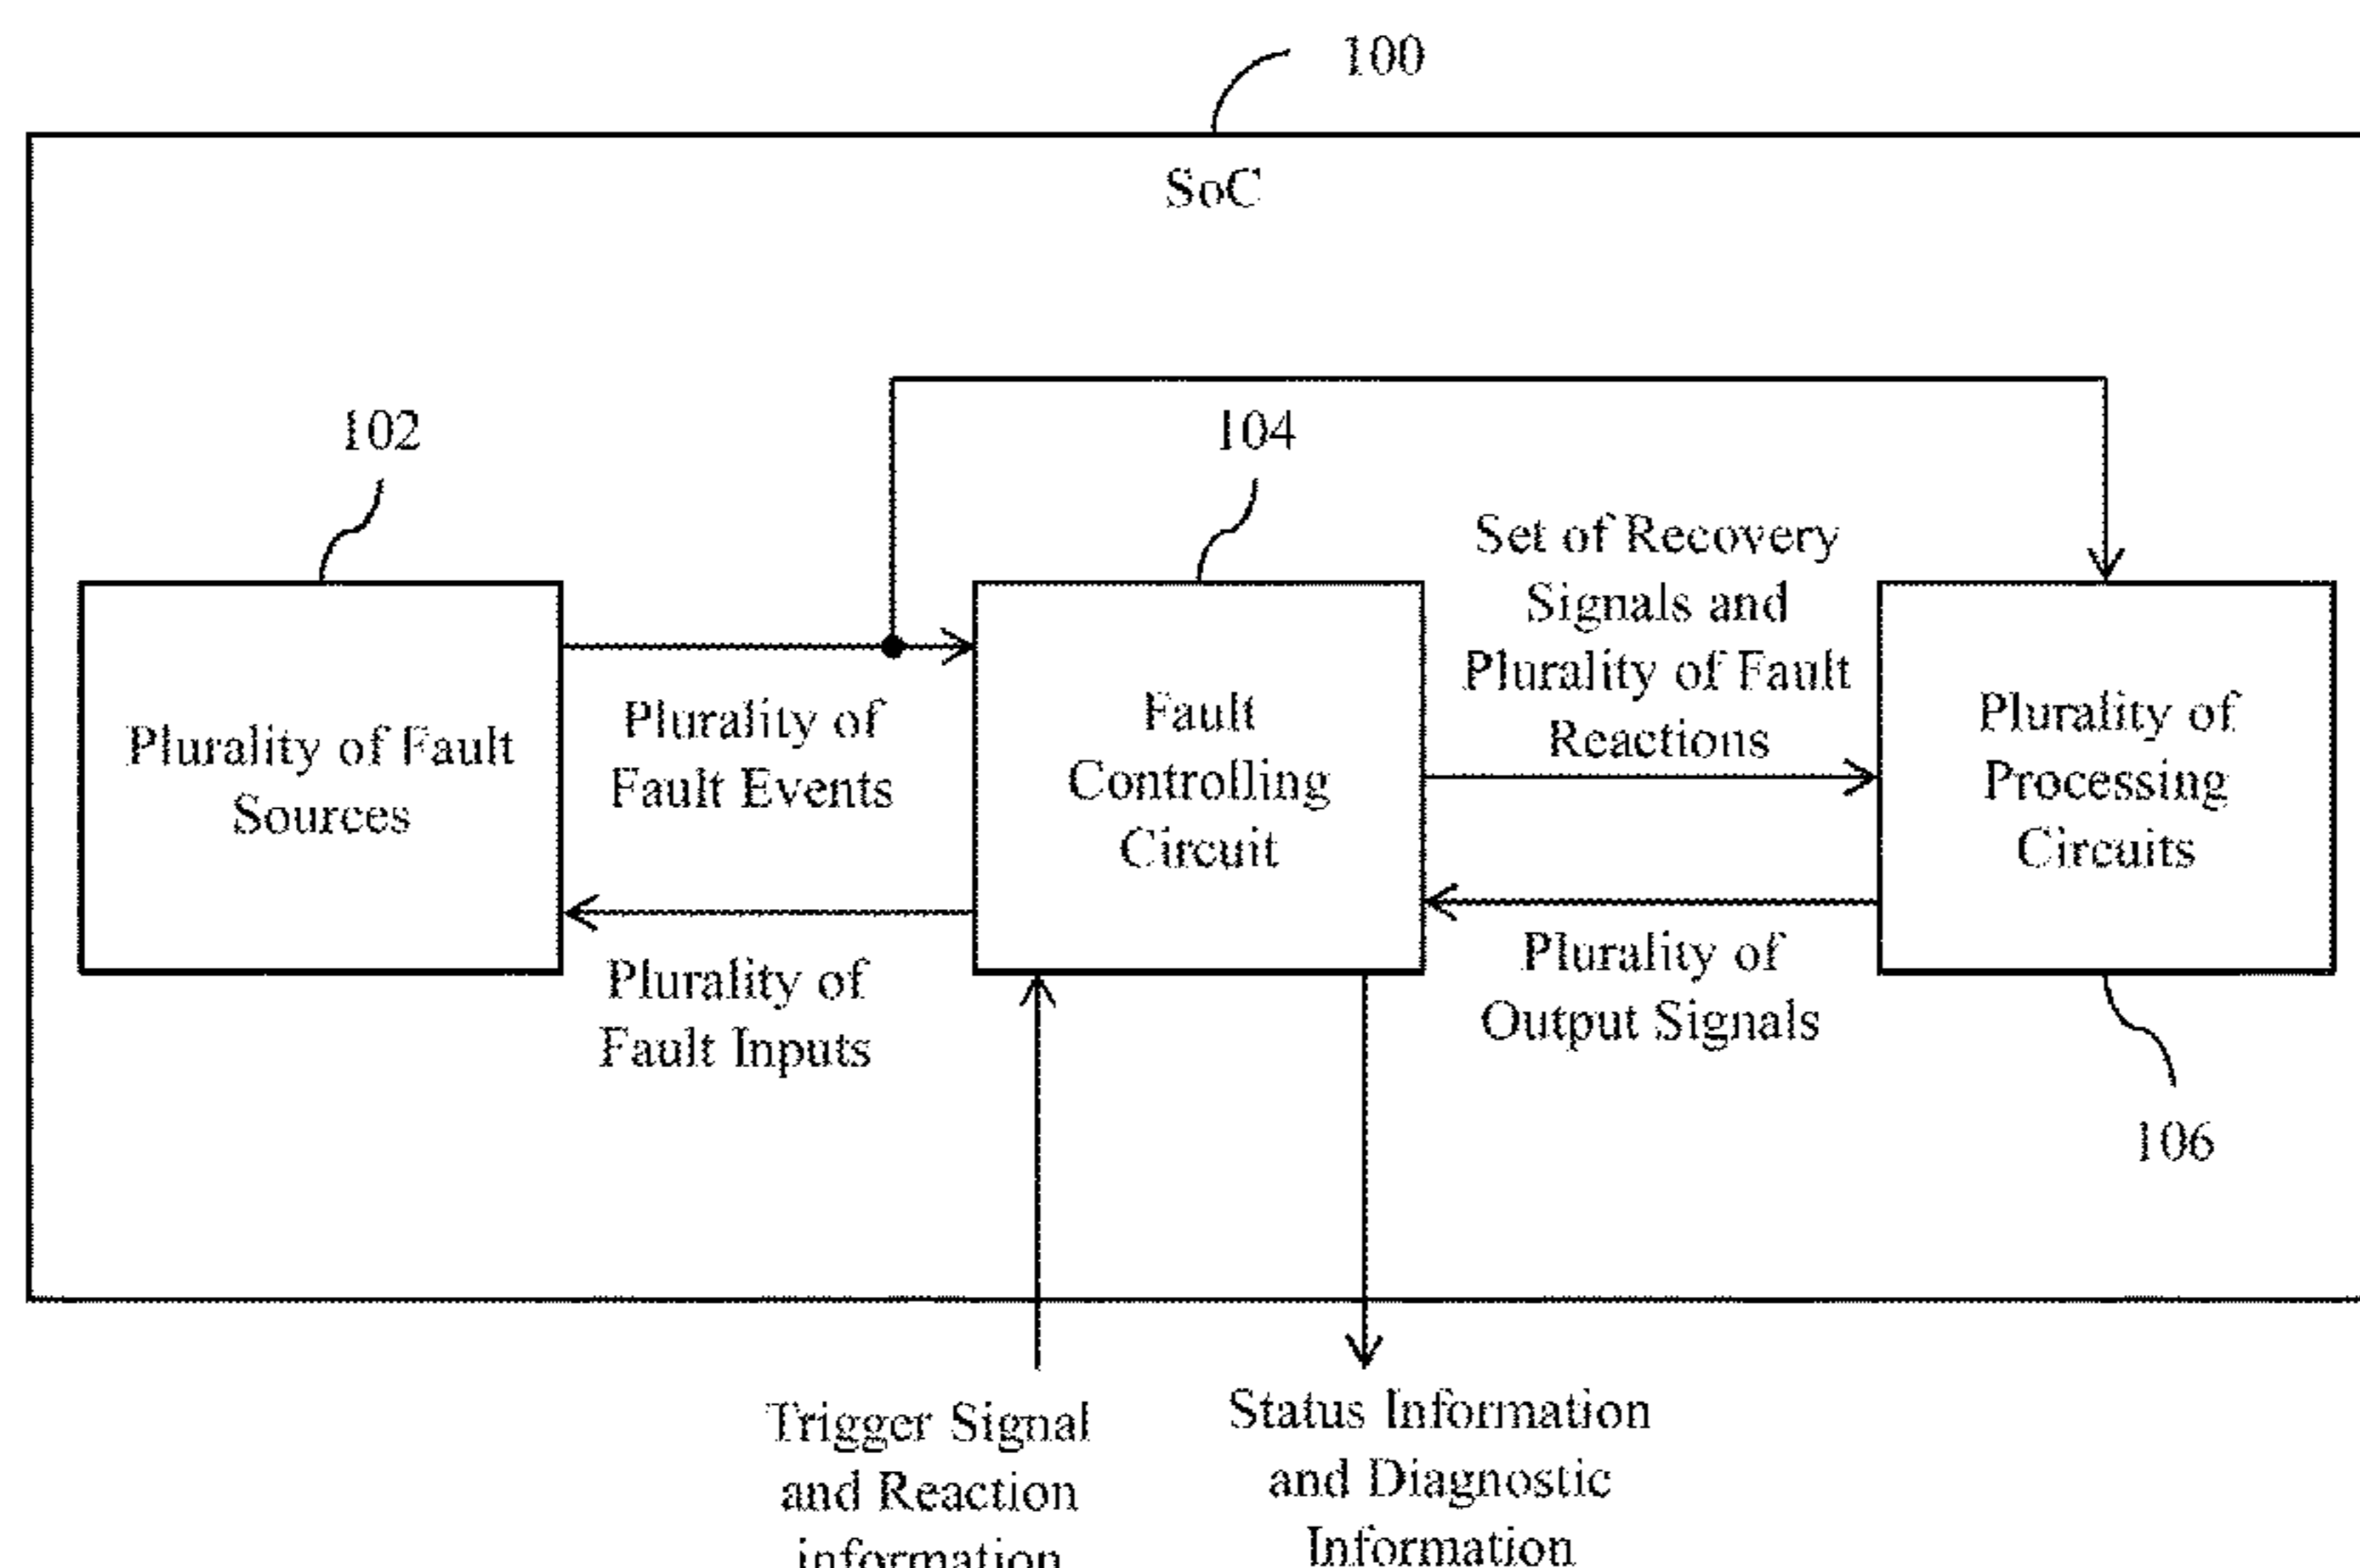 100
SoC
102
104
Set of Recovery
Signals and
Plurality of Fault
Reactions
Plurality of Fault
Sources
Plurality of
Fault Events
Fault
Controlling
Circuit
Plurality of
Processing
Circuits
Plurality of
Fault Inputs
Plurality of
Output Signals
106
Trigger Signal
and Reaction
information
Status Information
and Diagnostic
Information